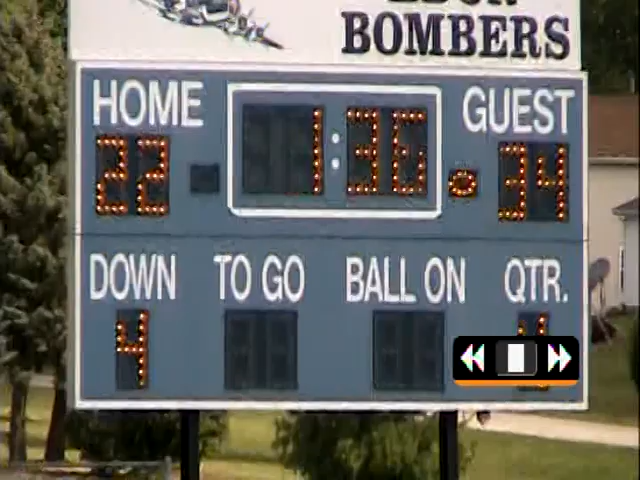 BOMBERS
HOME GUEST
22 1:36 34
DOWN TO GO BALL ON QTR.
4